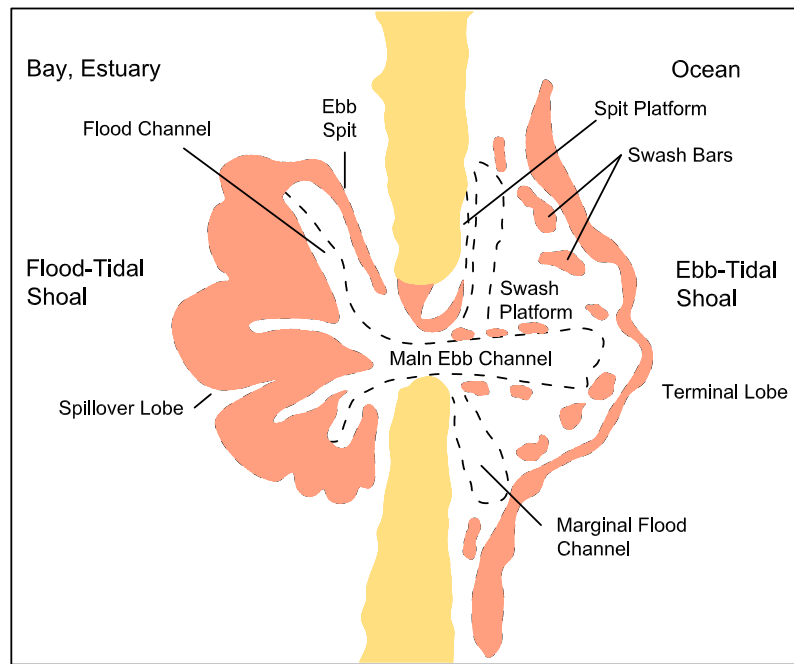 Bay, Estuary
Ocean
Ebb
Spit
Flood Channel
Spit Platform
Swash Bars
Flood-Tidal
Shoal
Ebb-Tidal
Shoal
Swash
Platform
Maln Ebb Channel
Spillover Lobe
Terminal Lobe
Marginal Flood
Channel